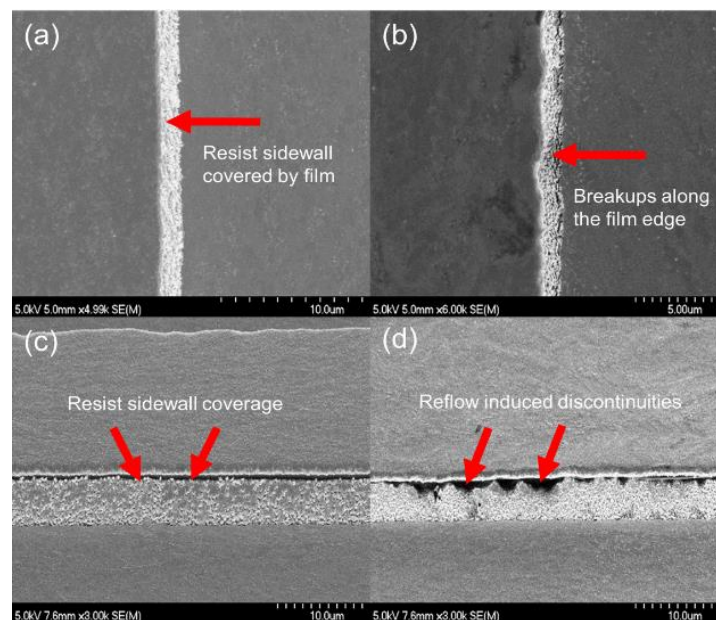 (a)
Resist sidewall
covered by film
5.0kV 5.0mm x4.99k SE(M)
10.0um
(b)
Breakups along
the film edge
5.0kV 5.0mm x6.00k SE(M)
5.00um
(c)
Resist sidewall coverage
5.0kV 7.6mm x3.00k SE(M)
10.0um
(d)
Reflow induced discontinuities
5.0kV 7.6mm x3.00k SE(M)
10.0um